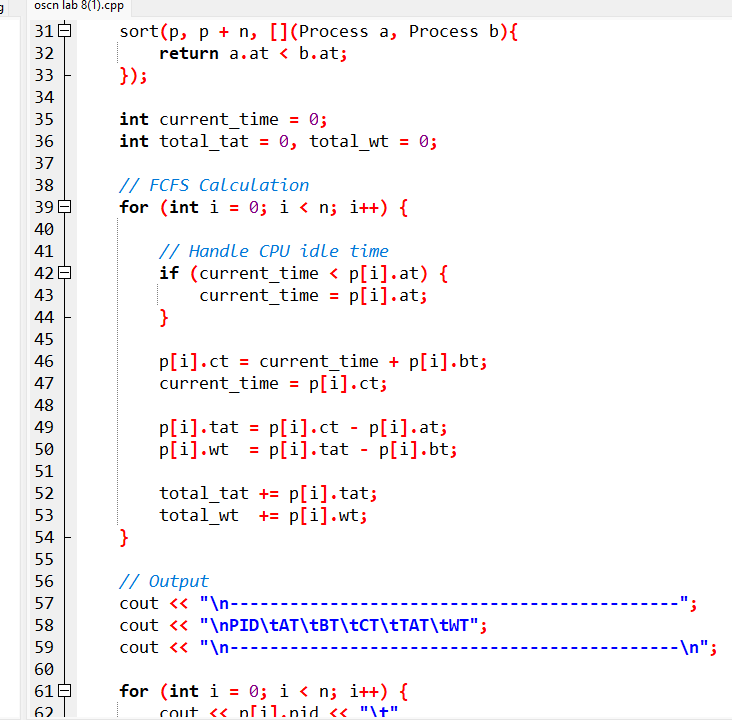 oscn lab 8(1).cpp
31 sort(p, p + n, [](Process a, Process b){
32 return a.at < b.at;
33 });
34
35 int current_time = 0;
36 int total_tat = 0, total_wt = 0;
37
38 // FCFS Calculation
39 for (int i = 0; i < n; i++) {
40
41 // Handle CPU idle time
42 if (current_time < p[i].at) {
43 current_time = p[i].at;
44 }
45
46 p[i].ct = current_time + p[i].bt;
47 current_time = p[i].ct;
48
49 p[i].tat = p[i].ct - p[i].at;
50 p[i].wt  = p[i].tat - p[i].bt;
51
52 total_tat += p[i].tat;
53 total_wt  += p[i].wt;
54 }
55
56 // Output
57 cout << "\n---------------------------------------------";
58 cout << "\nPID\tAT\tBT\tCT\tTAT\tWT";
59 cout << "\n---------------------------------------------\n";
60
61 for (int i = 0; i < n; i++) {
62 cout << p[i].pid << "\t"